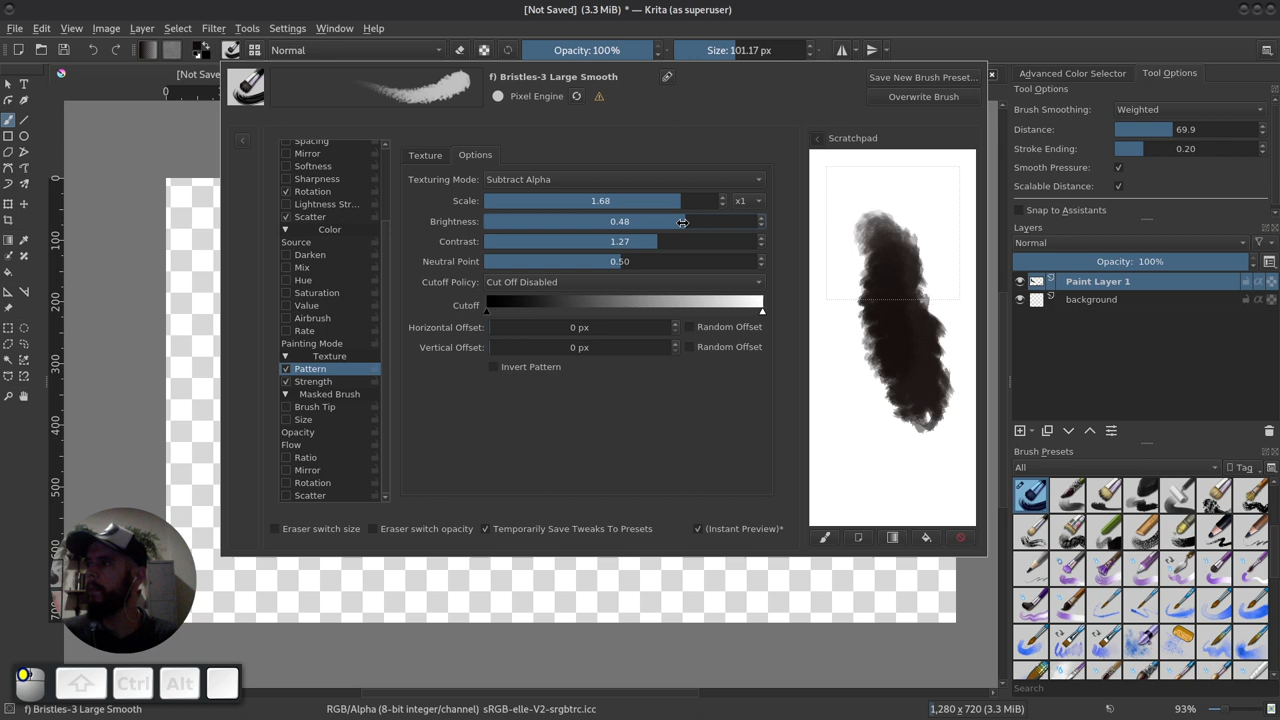 [Not Saved] (3.3 MiB) * — Krita (as superuser)
File Edit View Image Layer Select Filter Tools Settings Window Help
Normal Opacity: 100% Size: 101.17 px
[Not Save
0
f) Bristles-3 Large Smooth
Pixel Engine
Save New Brush Preset...
Overwrite Brush
Advanced Color Selector Tool Options
Tool Options
Brush Smoothing: Weighted
Distance: 69.9
Stroke Ending: 0.20
Smooth Pressure:
Scalable Distance:
Snap to Assistants
Layers
Normal
Opacity: 100%
Paint Layer 1
background
Brush Presets
All Tag
Search
Spacing
Mirror
Softness
Sharpness
Rotation
Lightness Str...
Scatter
Color
Source
Darken
Mix
Hue
Saturation
Value
Airbrush
Rate
Painting Mode
Texture
Pattern
Strength
Masked Brush
Brush Tip
Size
Opacity
Flow
Ratio
Mirror
Rotation
Scatter
Texture Options
Texturing Mode: Subtract Alpha
Scale: 1.68 x1
Brightness: 0.48
Contrast: 1.27
Neutral Point: 0.50
Cutoff Policy: Cut Off Disabled
Cutoff
Horizontal Offset: 0 px Random Offset
Vertical Offset: 0 px Random Offset
Invert Pattern
Scratchpad
Eraser switch size Eraser switch opacity Temporarily Save Tweaks To Presets (Instant Preview)*
0
100
200
300
400
500
Ctrl Alt
f) Bristles-3 Large Smooth RGB/Alpha (8-bit integer/channel) sRGB-elle-V2-srgbtrc.icc 1,280 x 720 (3.3 MiB) 93%